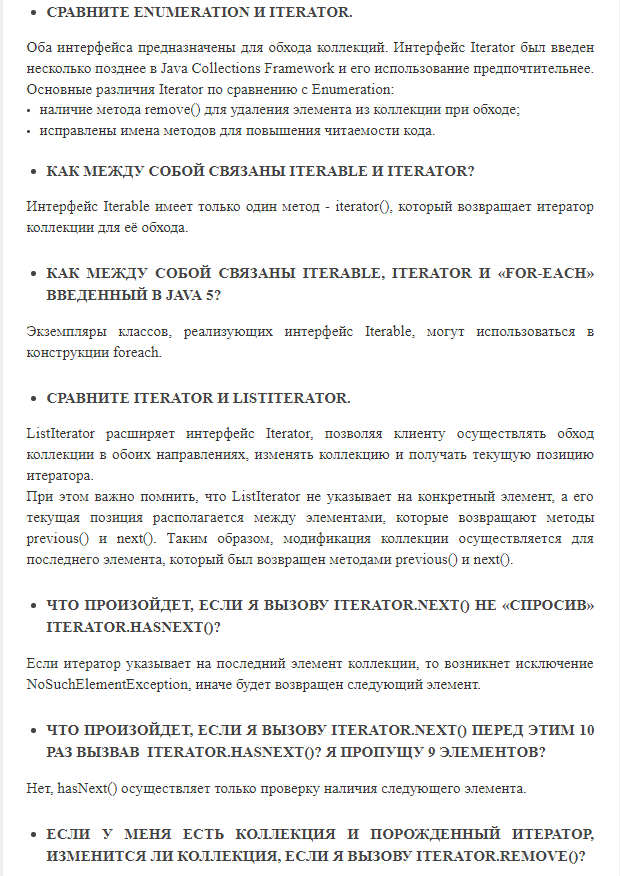 • СРАВНИТЕ ENUMERATION И ITERATOR.
Оба интерфейса предназначены для обхода коллекций. Интерфейс Iterator был введен
несколько позднее в Java Collections Framework и его использование предпочтительнее.
Основные различия Iterator по сравнению с Enumeration:
• наличие метода remove() для удаления элемента из коллекции при обходе;
• исправлены имена методов для повышения читаемости кода.
• КАК МЕЖДУ СОБОЙ СВЯЗАНЫ ITERABLE И ITERATOR?
Интерфейс Iterable имеет только один метод - iterator(), который возвращает итератор
коллекции для её обхода.
• КАК МЕЖДУ СОБОЙ СВЯЗАНЫ ITERABLE, ITERATOR И «FOR-EACH»
ВВЕДЕННЫЙ В JAVA 5?
Экземпляры классов, реализующих интерфейс Iterable, могут использоваться в
конструкции foreach.
• СРАВНИТЕ ITERATOR И LISTITERATOR.
ListIterator расширяет интерфейс Iterator, позволяя клиенту осуществлять обход
коллекции в обоих направлениях, изменять коллекцию и получать текущую позицию
итератора.
При этом важно помнить, что ListIterator не указывает на конкретный элемент, а его
текущая позиция располагается между элементами, которые возвращают методы
previous() и next(). Таким образом, модификация коллекции осуществляется для
последнего элемента, который был возвращен методами previous() и next().
• ЧТО ПРОИЗОЙДЕТ, ЕСЛИ Я ВЫЗОВУ ITERATOR.NEXT() НЕ «СПРОСИВ»
ITERATOR.HASNEXT()?
Если итератор указывает на последний элемент коллекции, то возникнет исключение
NoSuchElementException, иначе будет возвращен следующий элемент.
• ЧТО ПРОИЗОЙДЕТ, ЕСЛИ Я ВЫЗОВУ ITERATOR.NEXT() ПЕРЕД ЭТИМ 10
РАЗ ВЫЗВАВ ITERATOR.HASNEXT()? Я ПРОПУЩУ 9 ЭЛЕМЕНТОВ?
Нет, hasNext() осуществляет только проверку наличия следующего элемента.
• ЕСЛИ У МЕНЯ ЕСТЬ КОЛЛЕКЦИЯ И ПОРОЖДЕННЫЙ ИТЕРАТОР,
ИЗМЕНИТСЯ ЛИ КОЛЛЕКЦИЯ, ЕСЛИ Я ВЫЗОВУ ITERATOR.REMOVE()?